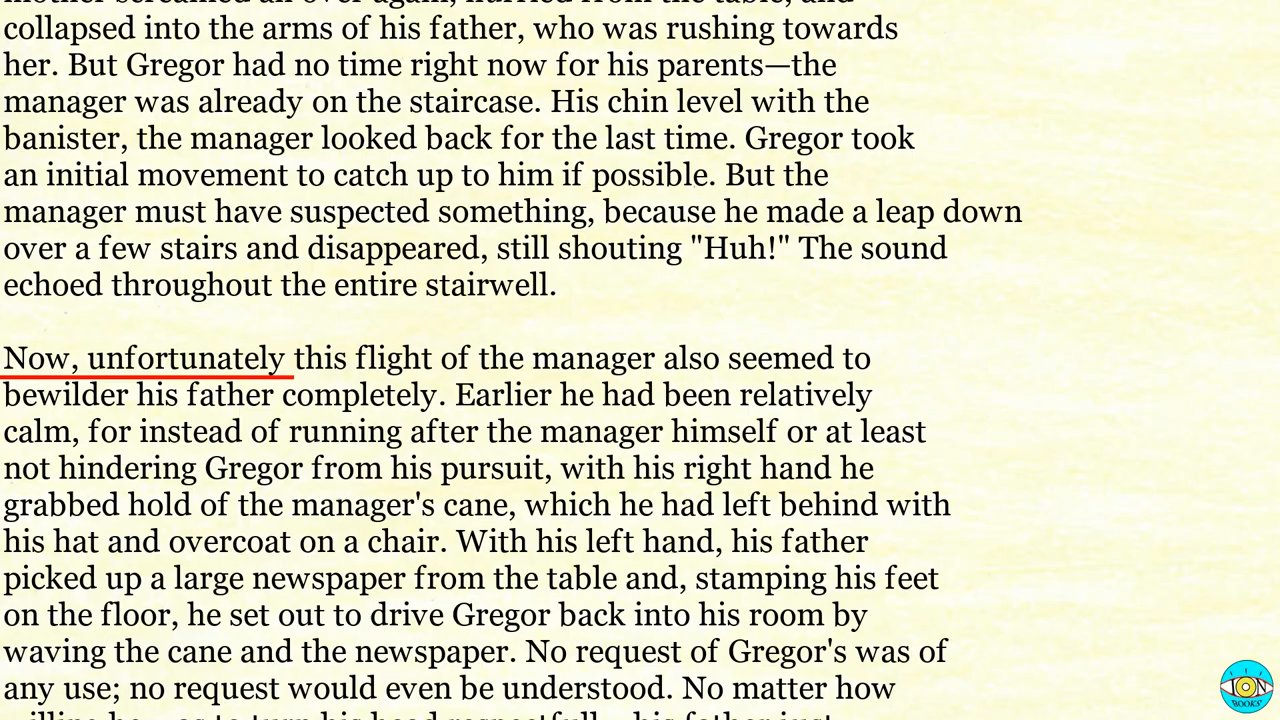 collapsed into the arms of his father, who was rushing towards
her. But Gregor had no time right now for his parents—the
manager was already on the staircase. His chin level with the
banister, the manager looked back for the last time. Gregor took
an initial movement to catch up to him if possible. But the
manager must have suspected something, because he made a leap down
over a few stairs and disappeared, still shouting "Huh!" The sound
echoed throughout the entire stairwell.
Now, unfortunately this flight of the manager also seemed to
bewilder his father completely. Earlier he had been relatively
calm, for instead of running after the manager himself or at least
not hindering Gregor from his pursuit, with his right hand he
grabbed hold of the manager's cane, which he had left behind with
his hat and overcoat on a chair. With his left hand, his father
picked up a large newspaper from the table and, stamping his feet
on the floor, he set out to drive Gregor back into his room by
waving the cane and the newspaper. No request of Gregor's was of
any use; no request would even be understood. No matter how
ION
BOOKS